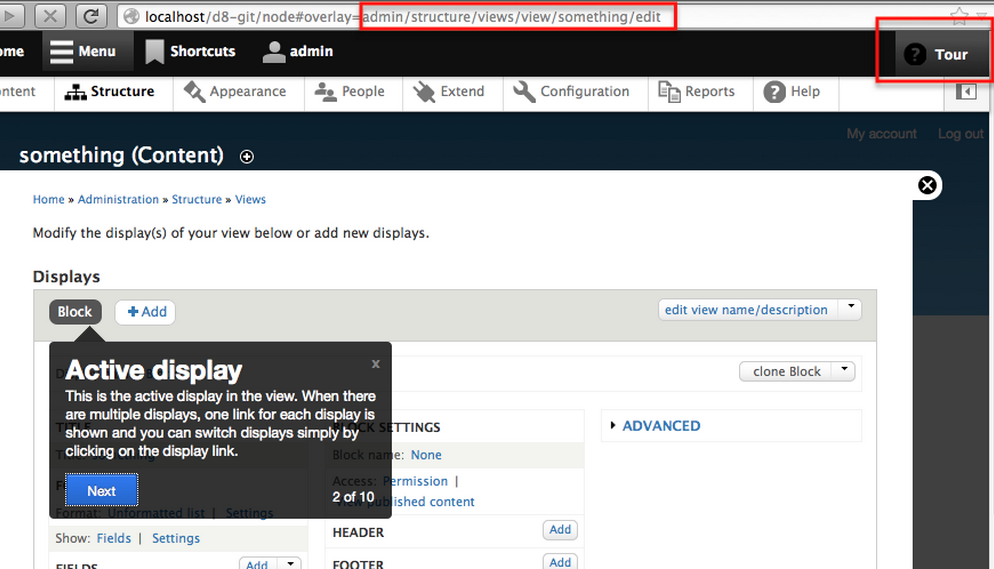 localhost/d8-git/node#overlay=admin/structure/views/view/something/edit
ome Menu Shortcuts admin ? Tour
ntent Structure Appearance People Extend Configuration Reports ? Help
My account Log out
something (Content)
Home » Administration » Structure » Views
Modify the display(s) of your view below or add new displays.
Displays
Block + Add edit view name/description
Active display x
This is the active display in the view. When there
are multiple displays, one link for each display is
shown and you can switch displays simply by
clicking on the display link.
Next
2 of 10
clone Block
BLOCK SETTINGS
Block name: None
Access: Permission |
View published content
ADVANCED
Format: Unformatted list | Settings
Show: Fields | Settings
HEADER Add
FIELDS Add
FOOTER Add